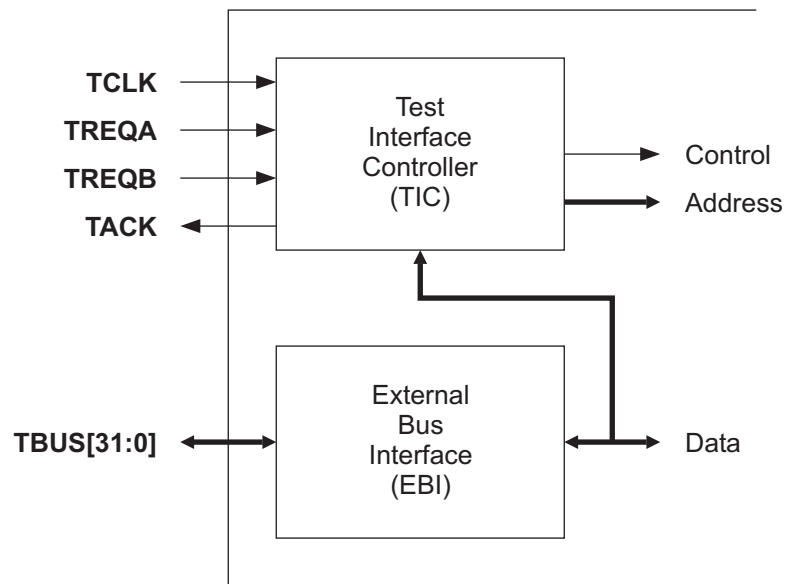 TCLK
TREQA
TREQB
TACK
Test
Interface
Controller
(TIC)
Control
Address
TBUS[31:0]
External
Bus
Interface
(EBI)
Data